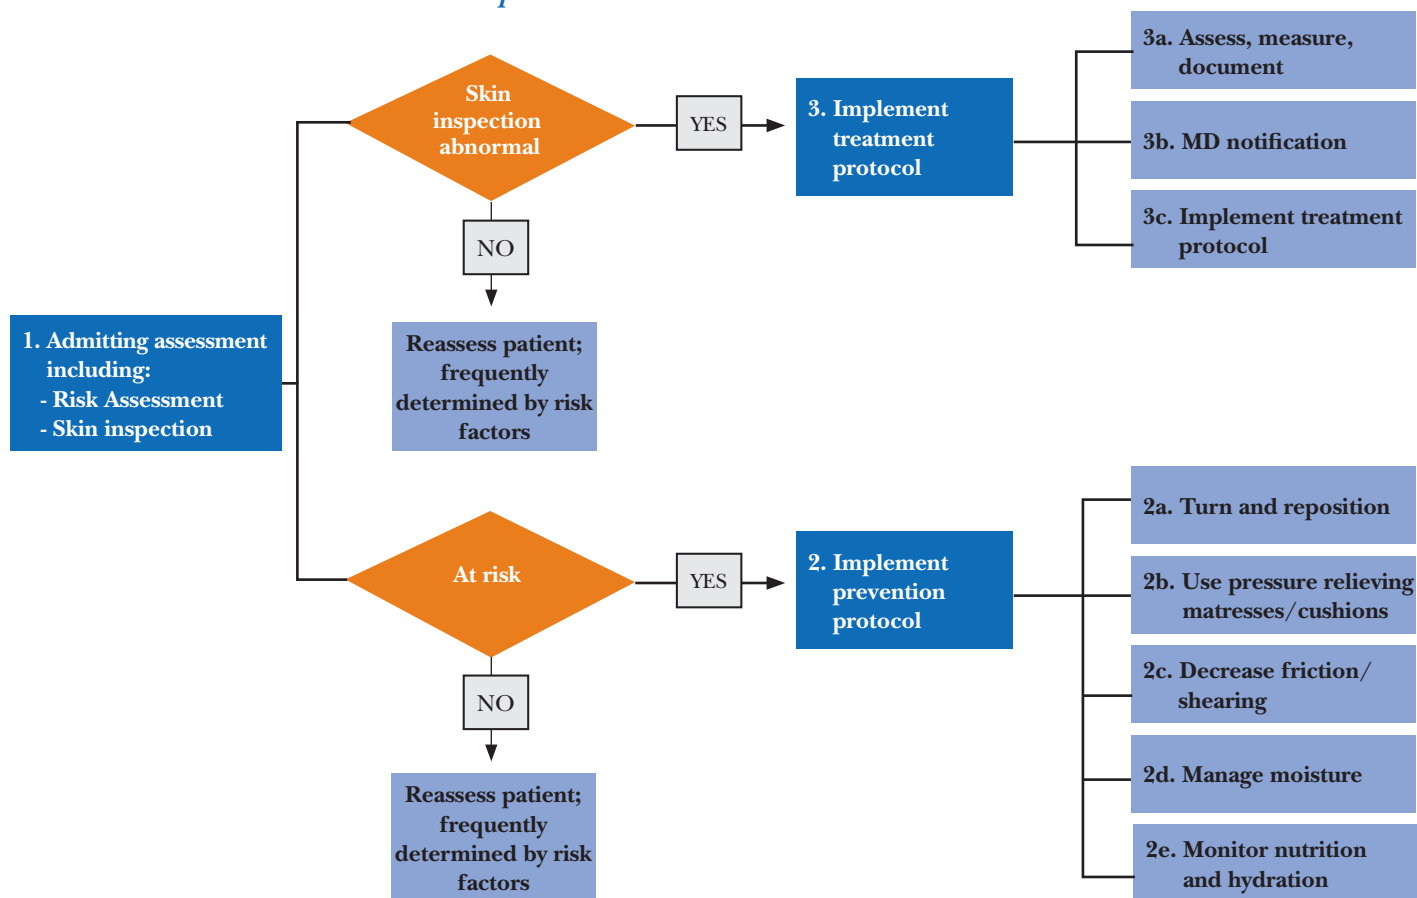 Skin
inspection
abnormal
YES
3. Implement
treatment
protocol
3a. Assess, measure,
document
3b. MD notification
3c. Implement treatment
protocol
NO
Reassess patient;
frequently
determined by risk
factors
1. Admitting assessment
including:
- Risk Assessment
- Skin inspection
At risk
YES
2. Implement
prevention
protocol
2a. Turn and reposition
2b. Use pressure relieving
matresses/cushions
2c. Decrease friction/
shearing
2d. Manage moisture
2e. Monitor nutrition
and hydration
NO
Reassess patient;
frequently
determined by risk
factors